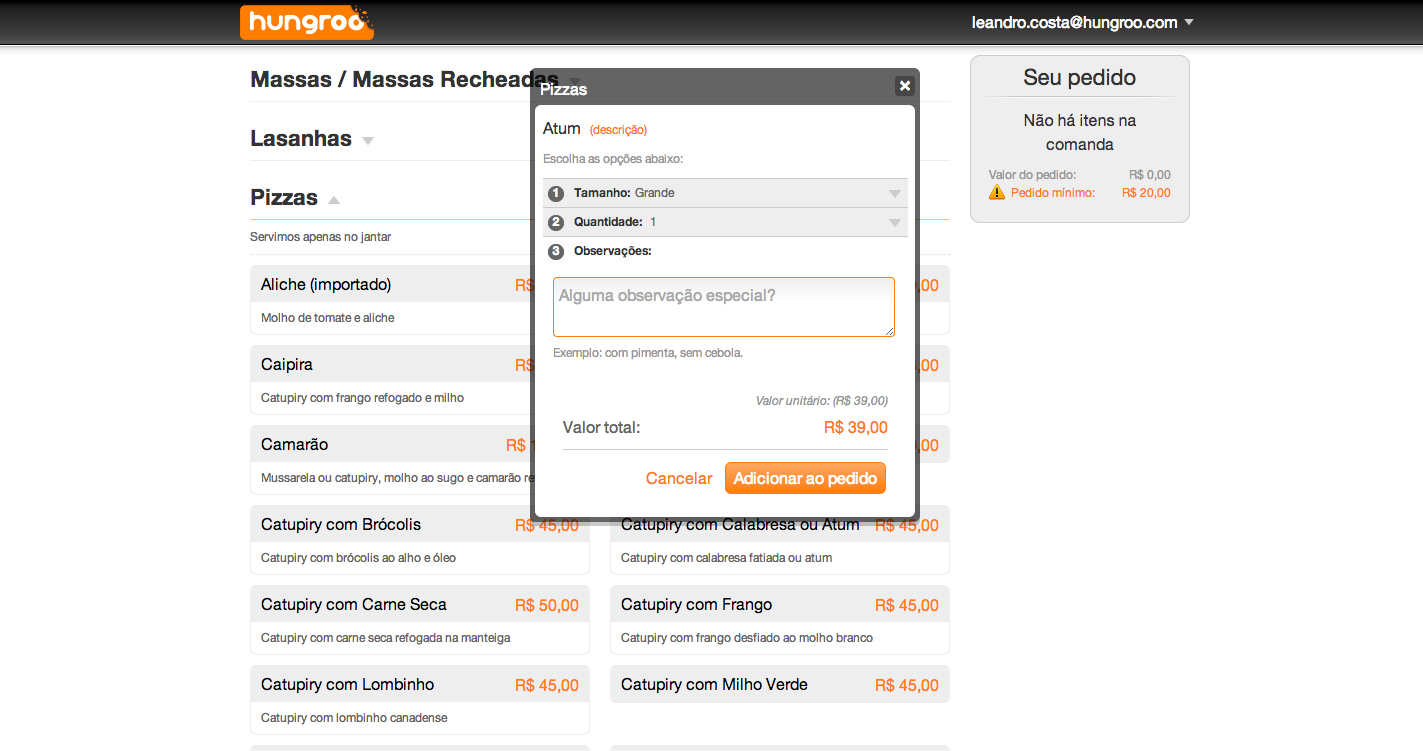 hungroo
leandro.costa@hungroo.com
Massas / Massas Recheadas
Lasanhas
Pizzas
Servimos apenas no jantar
Aliche (importado) R$
Molho de tomate e aliche
Caipira R$
Catupiry com frango refogado e milho
Camarão R$
Mussarela ou catupiry, molho ao sugo e camarão
Catupiry com Brócolis R$ 45,00
Catupiry com brócolis ao alho e óleo
Catupiry com Calabresa ou Atum R$ 45,00
Catupiry com calabresa fatiada ou atum
Catupiry com Carne Seca R$ 50,00
Catupiry com carne seca refogada na manteiga
Catupiry com Frango R$ 45,00
Catupiry com frango desfiado ao molho branco
Catupiry com Lombinho R$ 45,00
Catupiry com lombinho canadense
Catupiry com Milho Verde R$ 45,00
Pizzas
Atum (descrição)
Escolha as opções abaixo:
1 Tamanho: Grande
2 Quantidade: 1
3 Observações:
Alguma observação especial?
Exemplo: com pimenta, sem cebola.
Valor unitário: (R$ 39,00)
Valor total: R$ 39,00
Cancelar Adicionar ao pedido
Seu pedido
Não há itens na
comanda
Valor do pedido: R$ 0,00
Pedido mínimo: R$ 20,00